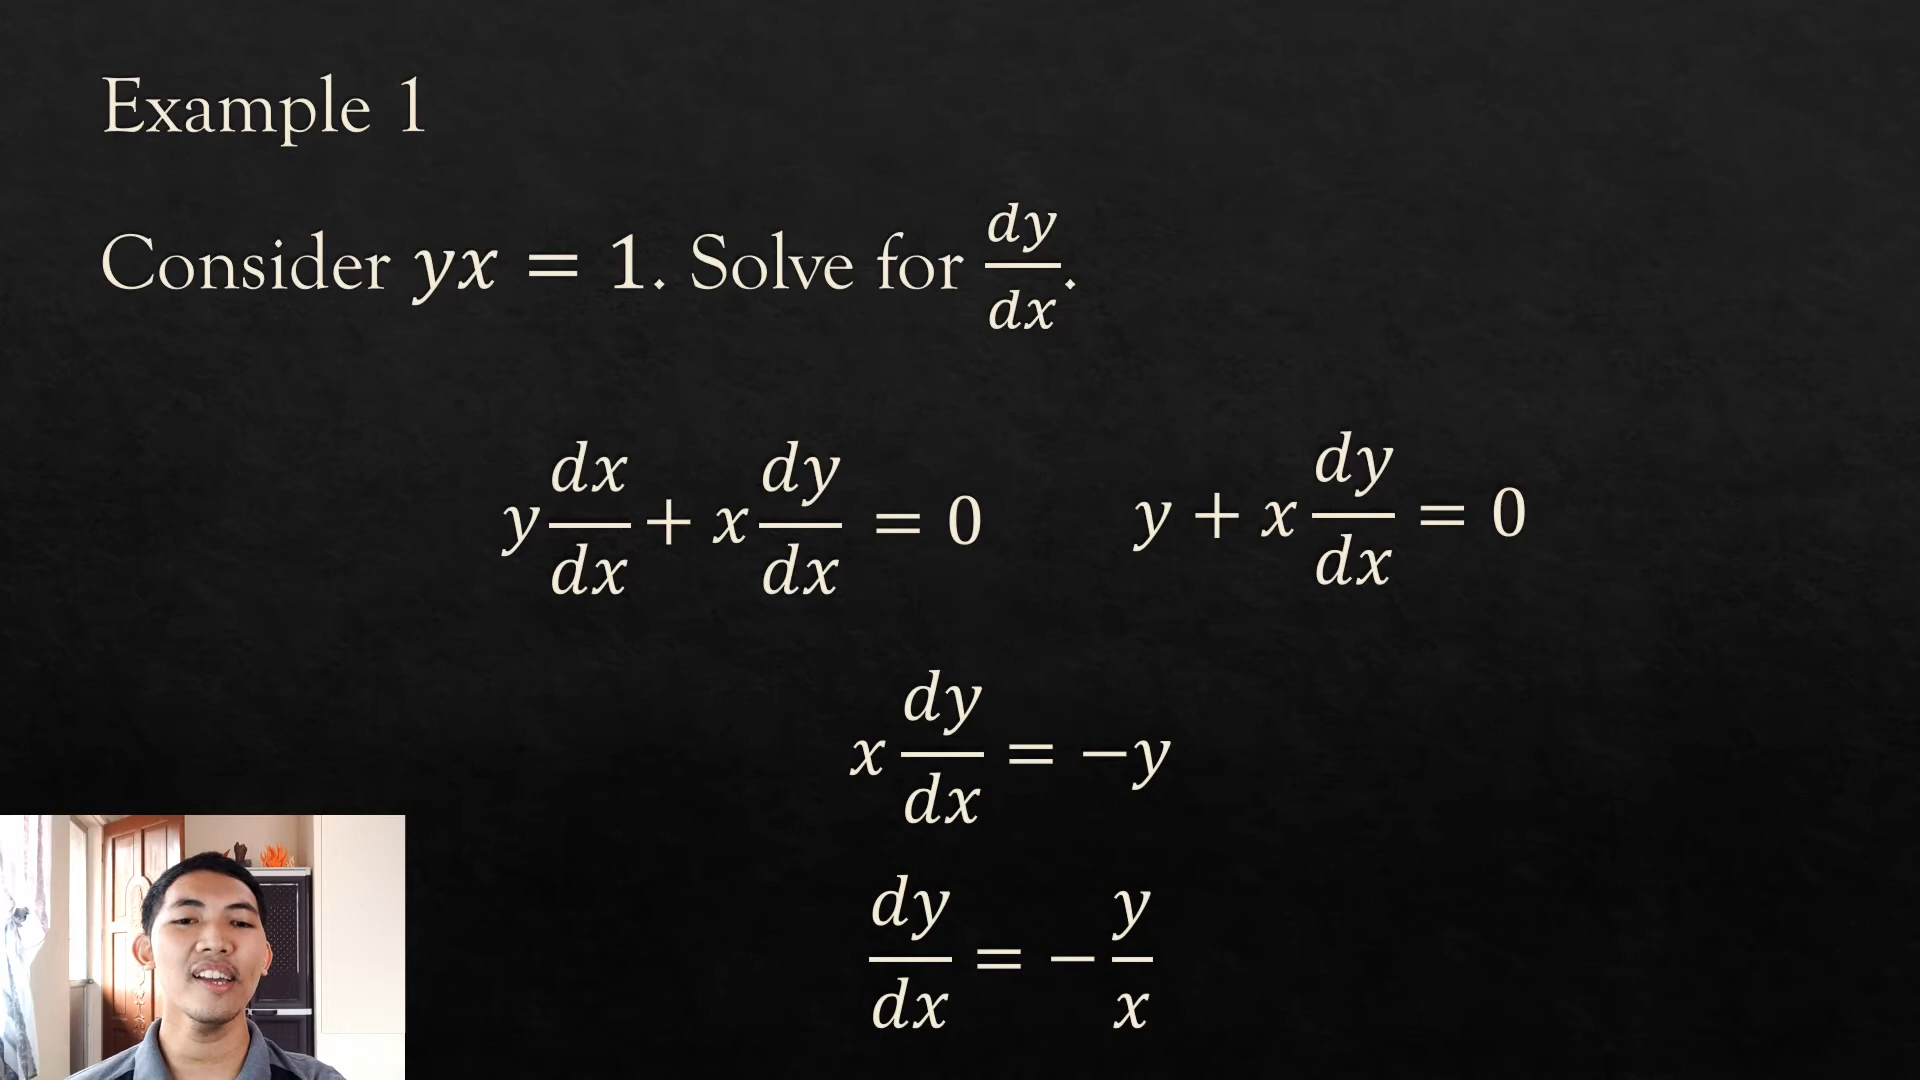 Example 1
Consider yx = 1. Solve for dy/dx.
y dx/dx + x dy/dx = 0
y + x dy/dx = 0
x dy/dx = −y
dy/dx = − y/x